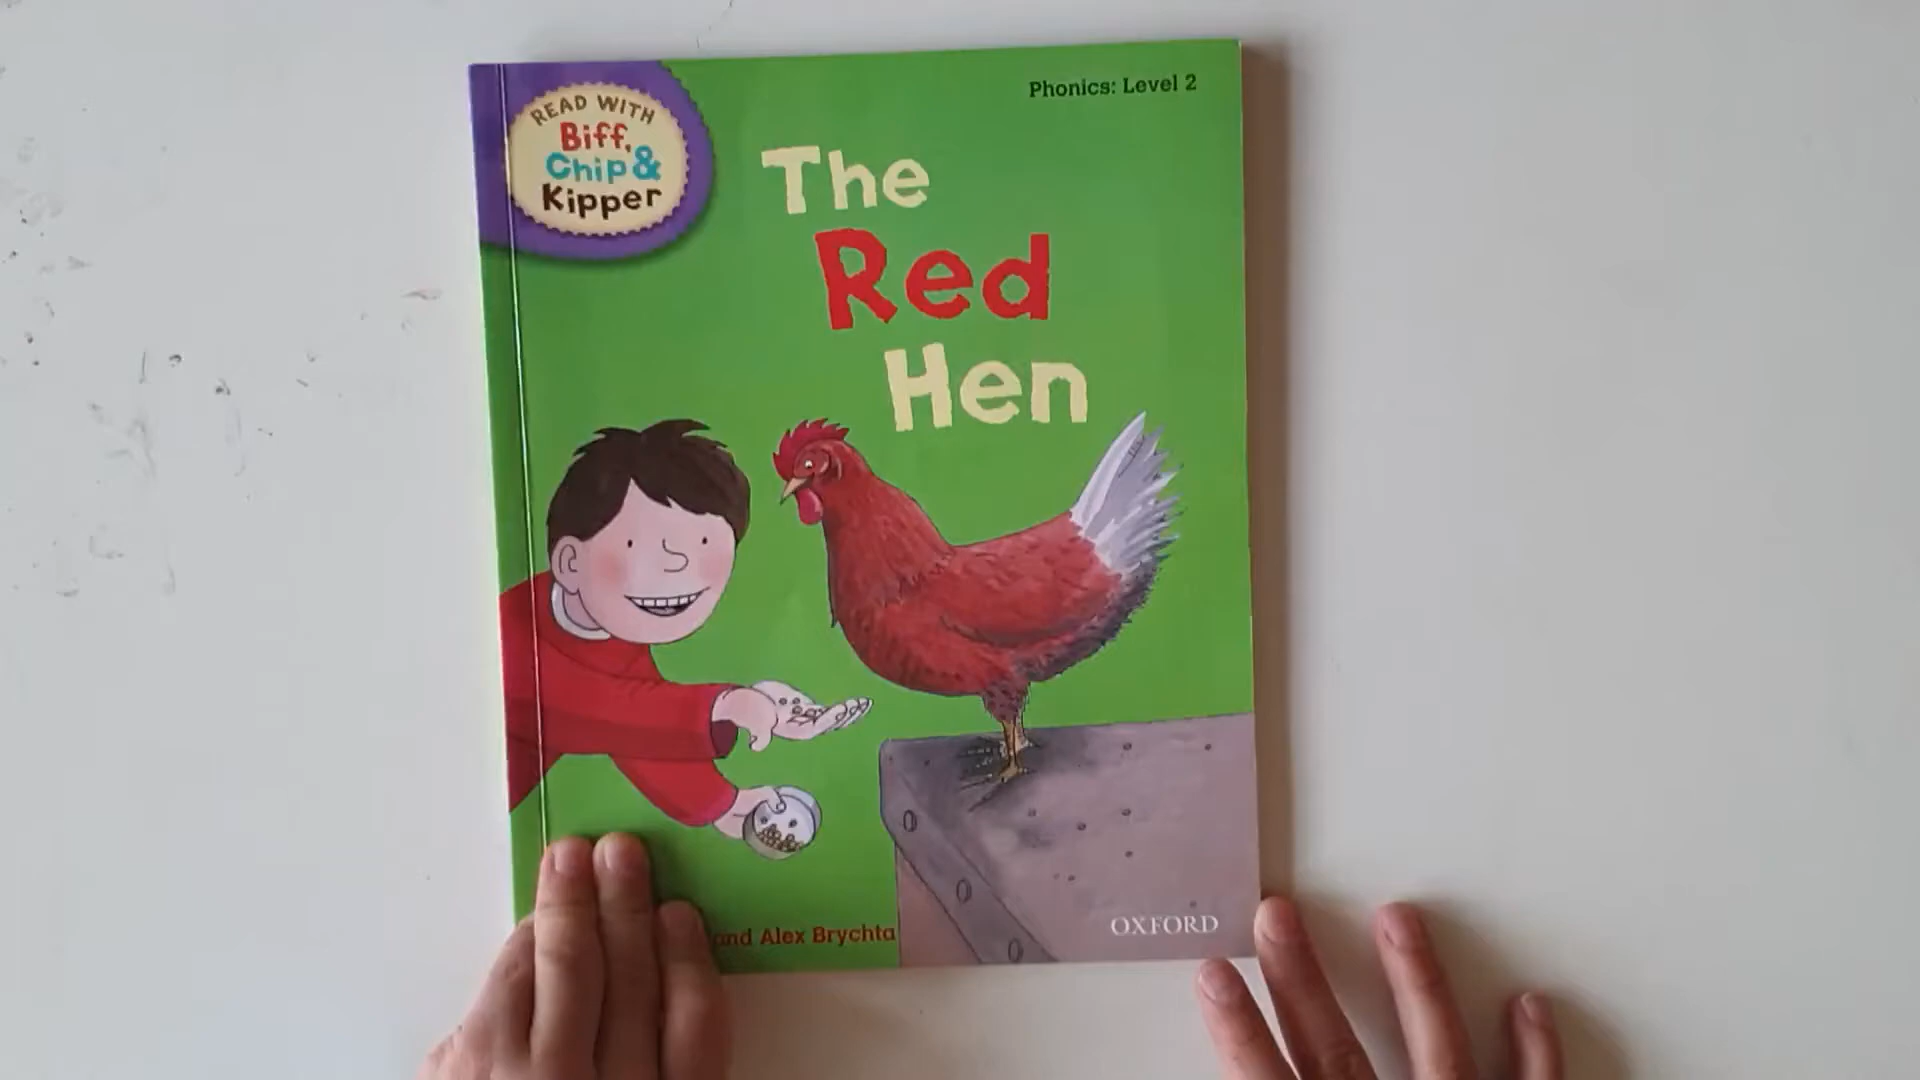 READ WITH
Biff,
Chip &
Kipper
Phonics: Level 2
The
Red
Hen
and Alex Brychta
OXFORD